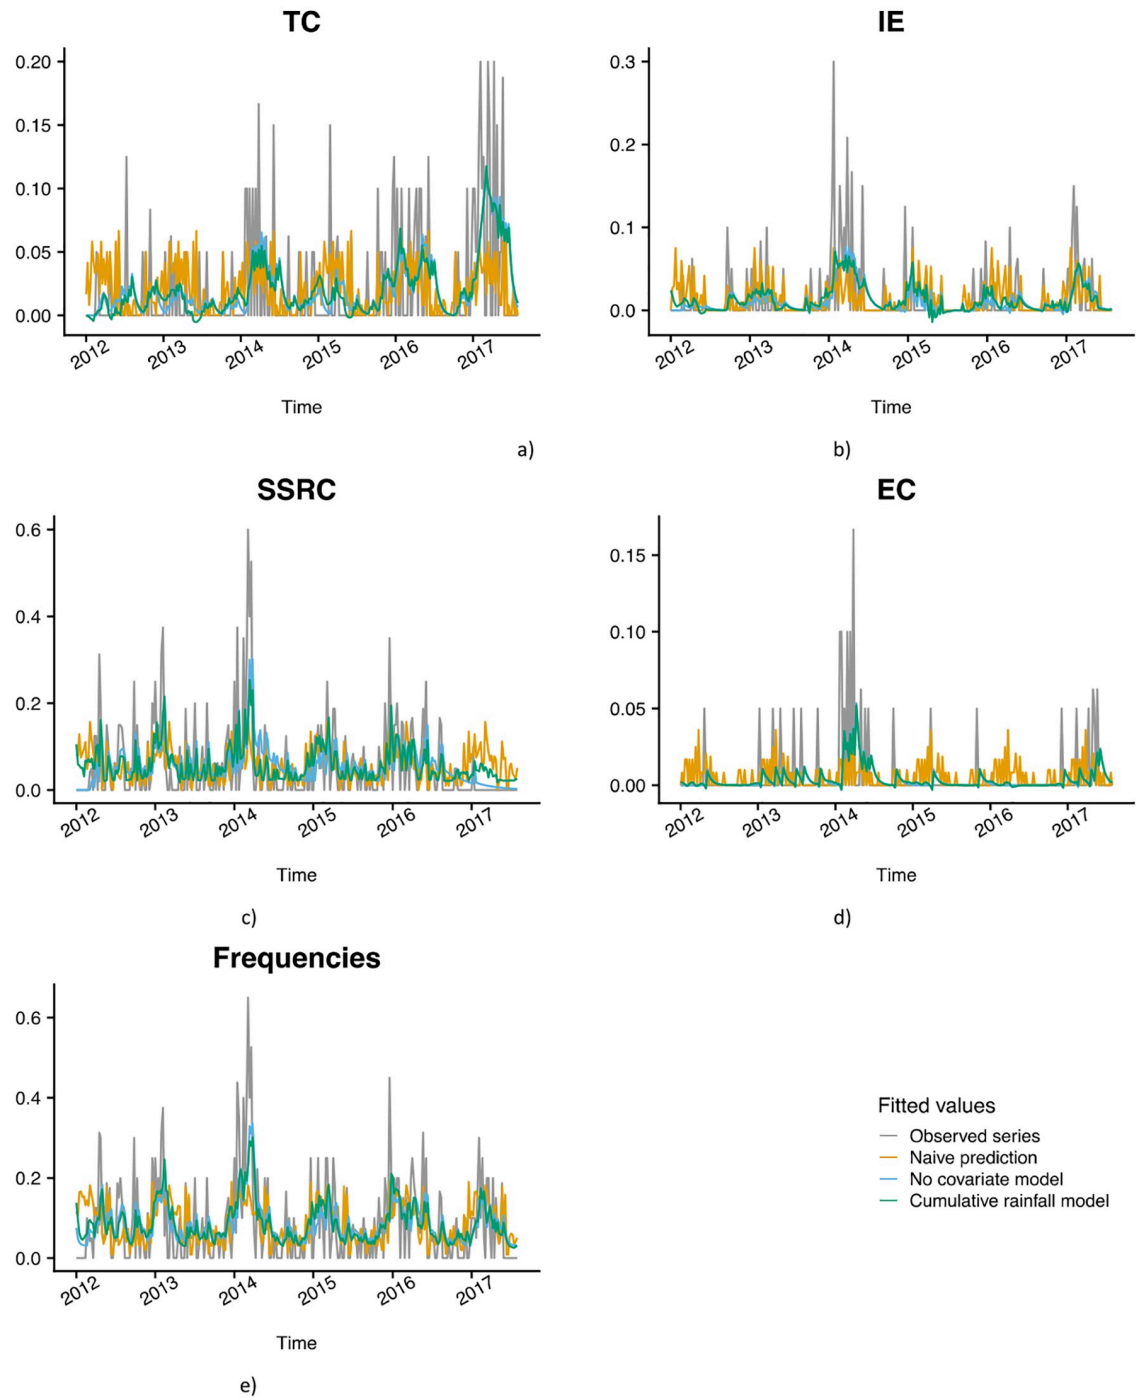 TC
0.20
0.15
0.10
0.05
0.00
2012 2013 2014 2015 2016 2017
Time
a)
IE
0.3
0.2
0.1
0.0
2012 2013 2014 2015 2016 2017
Time
b)
SSRC
0.6
0.4
0.2
0.0
2012 2013 2014 2015 2016 2017
Time
c)
EC
0.15
0.10
0.05
0.00
2012 2013 2014 2015 2016 2017
Time
d)
Frequencies
0.6
0.4
0.2
0.0
2012 2013 2014 2015 2016 2017
Time
e)
Fitted values
Observed series
Naive prediction
No covariate model
Cumulative rainfall model